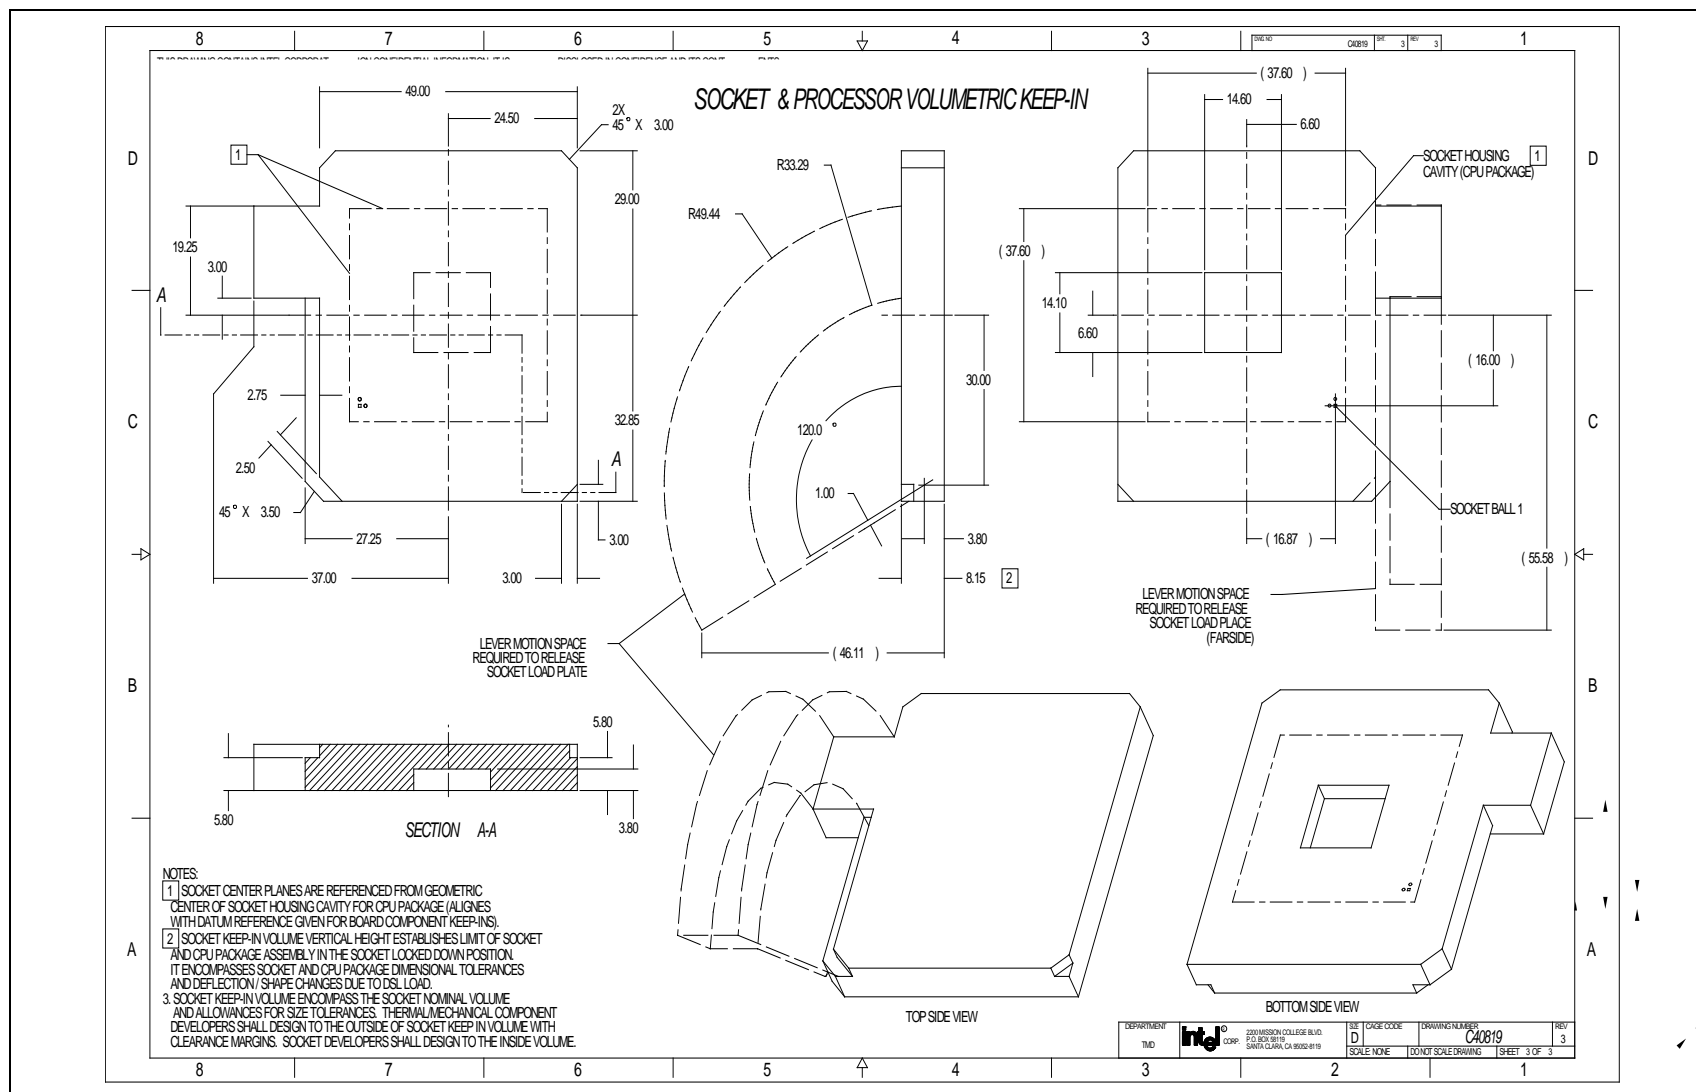 8 7 6 5 4 3 2 1
DWG. NO C40819 SHT. 3 REV 3
SOCKET & PROCESSOR VOLUMETRIC KEEP-IN
D
C
B
A
49.00
24.50
2X
45° X 3.00
1
29.00
19.25
3.00
A
2.75
32.85
2.50
A
45° X 3.50
27.25
3.00
37.00
3.00
R33.29
R49.44
30.00
120.0°
1.00
3.80
8.15 2
( 46.11 )
LEVER MOTION SPACE
REQUIRED TO RELEASE
SOCKET LOAD PLATE
( 37.60 )
14.60
6.60
SOCKET HOUSING 1
CAVITY (CPU PACKAGE)
( 37.60 )
14.10
6.60
( 16.00 )
SOCKET BALL 1
( 16.87 )
( 55.58 )
LEVER MOTION SPACE
REQUIRED TO RELEASE
SOCKET LOAD PLACE
(FARSIDE)
D
C
B
A
5.80
5.80
3.80
SECTION A-A
NOTES:
1 SOCKET CENTER PLANES ARE REFERENCED FROM GEOMETRIC
CENTER OF SOCKET HOUSING CAVITY FOR CPU PACKAGE (ALIGNES
WITH DATUM REFERENCE GIVEN FOR BOARD COMPONENT KEEP-INS).
2 SOCKET KEEP-IN VOLUME VERTICAL HEIGHT ESTABLISHES LIMIT OF SOCKET
AND CPU PACKAGE ASSEMBLY IN THE SOCKET LOCKED DOWN POSITION.
IT ENCOMPASSES SOCKET AND CPU PACKAGE DIMENSIONAL TOLERANCES
AND DEFLECTION / SHAPE CHANGES DUE TO DSL LOAD.
3. SOCKET KEEP-IN VOLUME ENCOMPASS THE SOCKET NOMINAL VOLUME
AND ALLOWANCES FOR SIZE TOLERANCES. THERMAL/MECHANICAL COMPONENT
DEVELOPERS SHALL DESIGN TO THE OUTSIDE OF SOCKET KEEP IN VOLUME WITH
CLEARANCE MARGINS. SOCKET DEVELOPERS SHALL DESIGN TO THE INSIDE VOLUME.
TOP SIDE VIEW
BOTTOM SIDE VIEW
DEPARTMENT
TMD
intel ® CORP.
2200 MISSION COLLEGE BLVD.
P.O. BOX 58119
SANTA CLARA, CA 95052-8119
SIZE D CAGE CODE DRAWING NUMBER C40819 REV 3
SCALE: NONE DO NOT SCALE DRAWING SHEET 3 OF 3
8 7 6 5 4 3 2 1